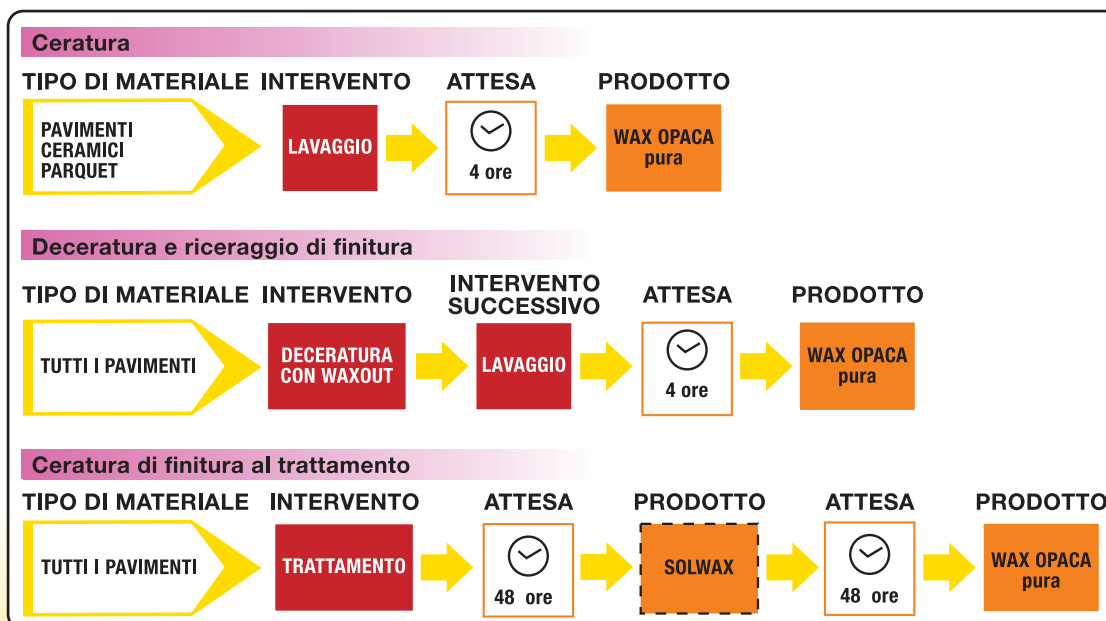 Ceratura
TIPO DI MATERIALE INTERVENTO ATTESA PRODOTTO
PAVIMENTI
CERAMICI
PARQUET
LAVAGGIO
4 ore
WAX OPACA
pura
Deceratura e riceraggio di finitura
TIPO DI MATERIALE INTERVENTO INTERVENTO
SUCCESSIVO
ATTESA PRODOTTO
TUTTI I PAVIMENTI
DECERATURA
CON WAXOUT
LAVAGGIO
4 ore
WAX OPACA
pura
Ceratura di finitura al trattamento
TIPO DI MATERIALE INTERVENTO ATTESA PRODOTTO ATTESA PRODOTTO
TUTTI I PAVIMENTI
TRATTAMENTO
48 ore
SOLWAX
48 ore
WAX OPACA
pura